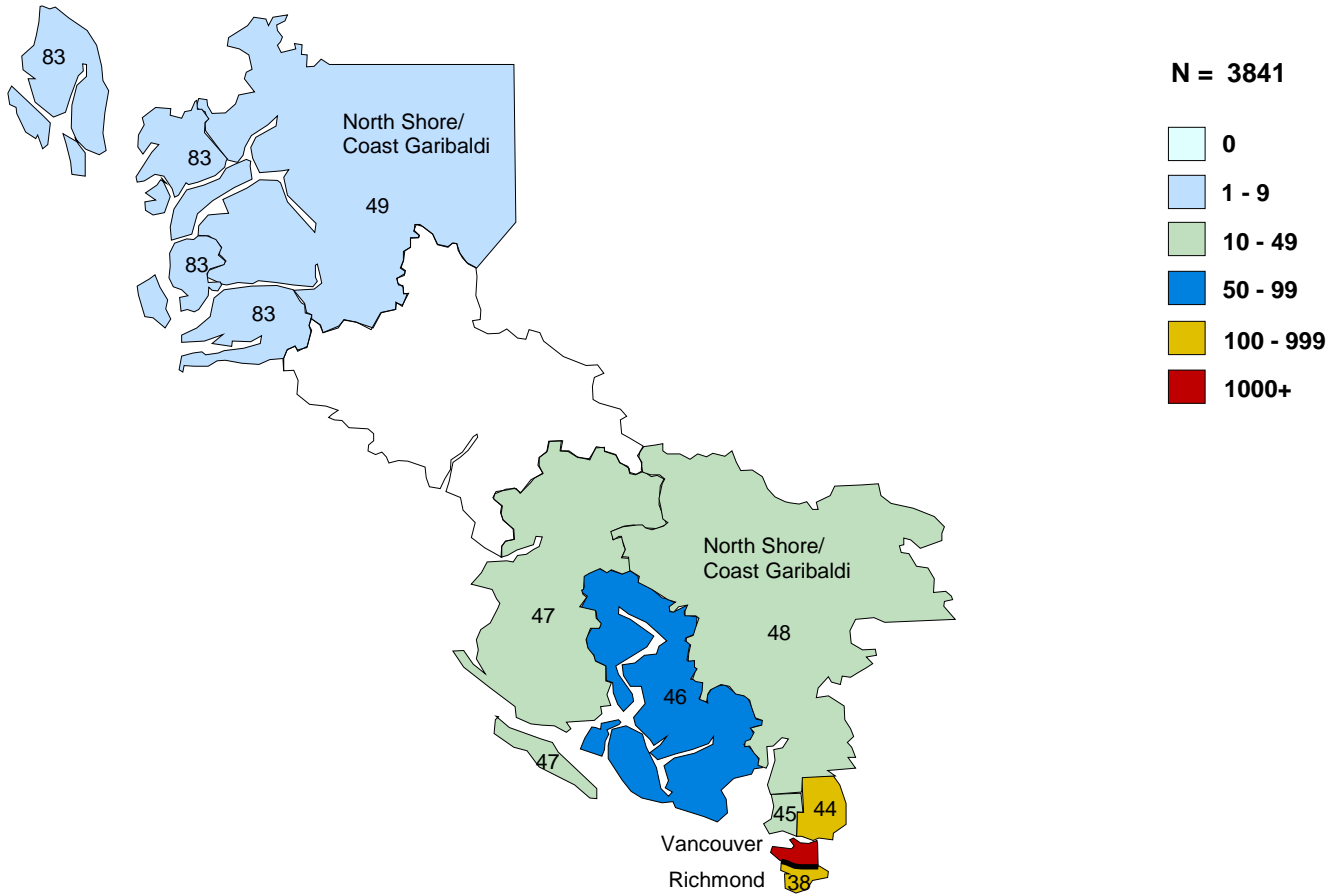 83
N = 3841
North Shore/
Coast Garibaldi
0
83
1 - 9
49
10 - 49
83
50 - 99
83
100 - 999
1000+
North Shore/
Coast Garibaldi
47
48
46
47
45
44
Vancouver
Richmond
38